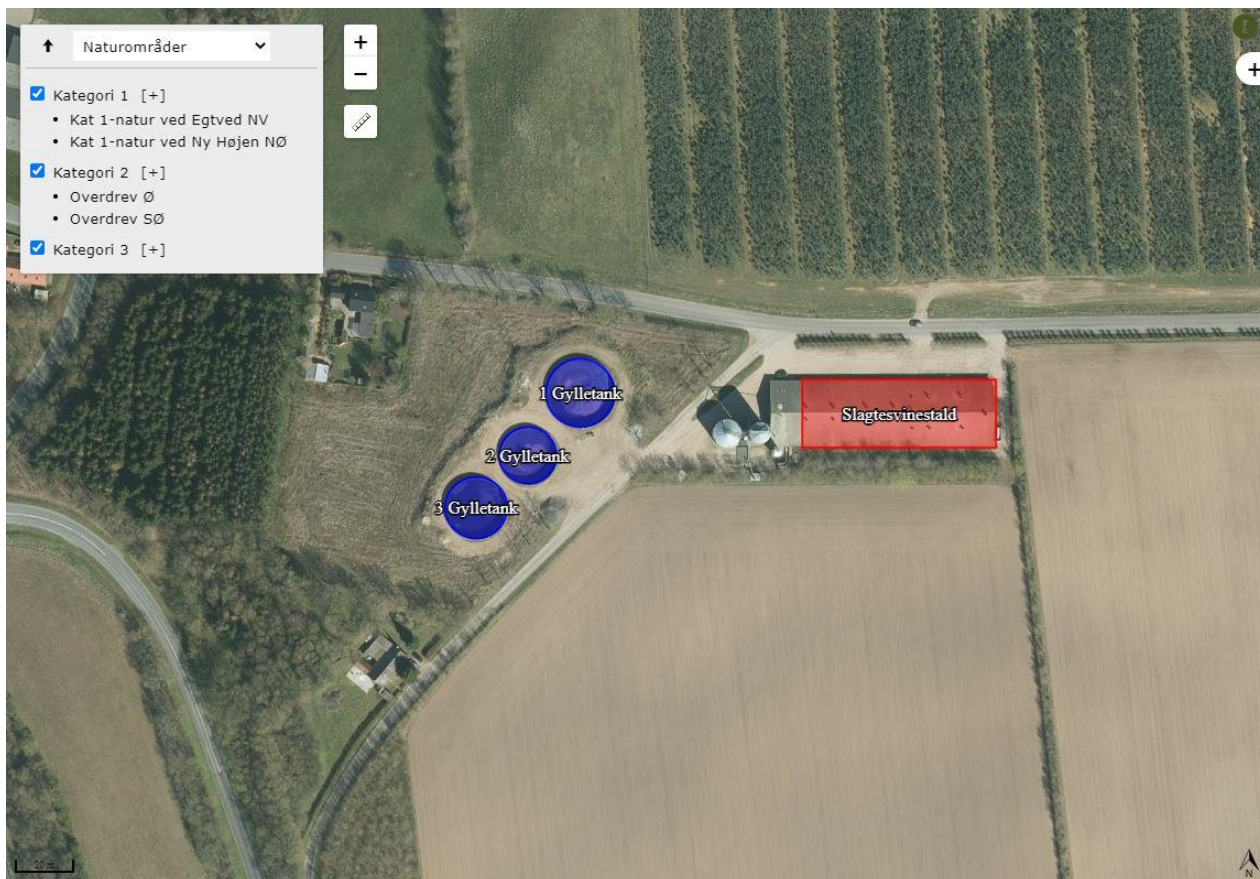 Naturområder
Kategori 1 [+]
Kat 1-natur ved Egtved NV
Kat 1-natur ved Ny Højen NØ
Kategori 2 [+]
Overdrev Ø
Overdrev SØ
Kategori 3 [+]
+
−
+
1 Gylletank
2 Gylletank
3 Gylletank
Slagtesvinestald
20 m
N